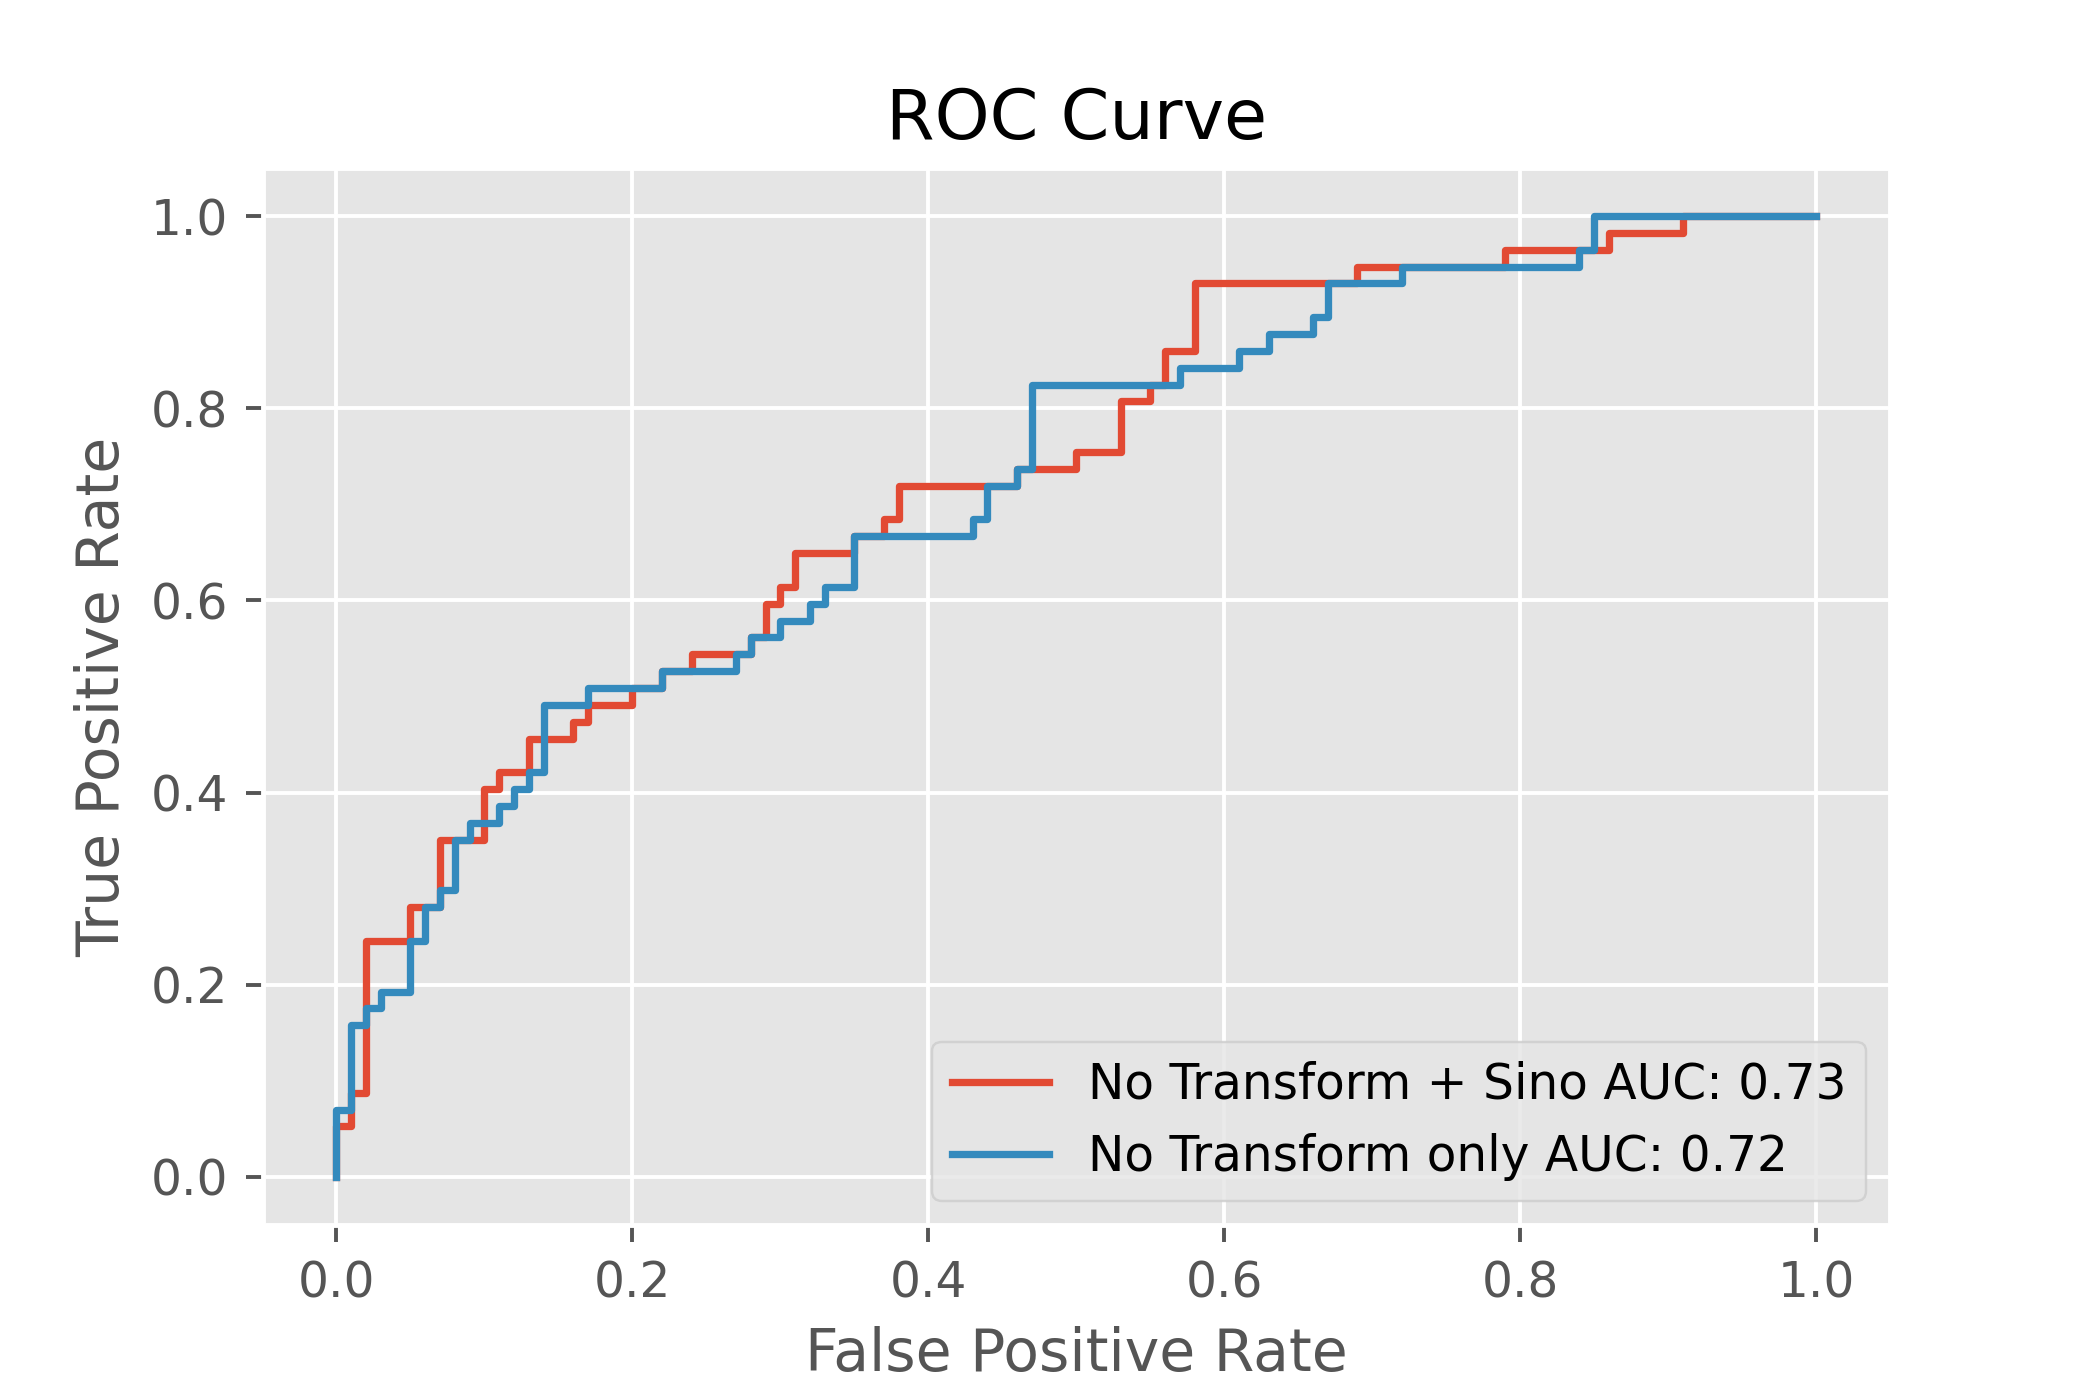 ROC Curve
1.0
0.8
0.6
0.4
0.2
0.0
True Positive Rate
No Transform + Sino AUC: 0.73
No Transform only AUC: 0.72
0.0 0.2 0.4 0.6 0.8 1.0
False Positive Rate